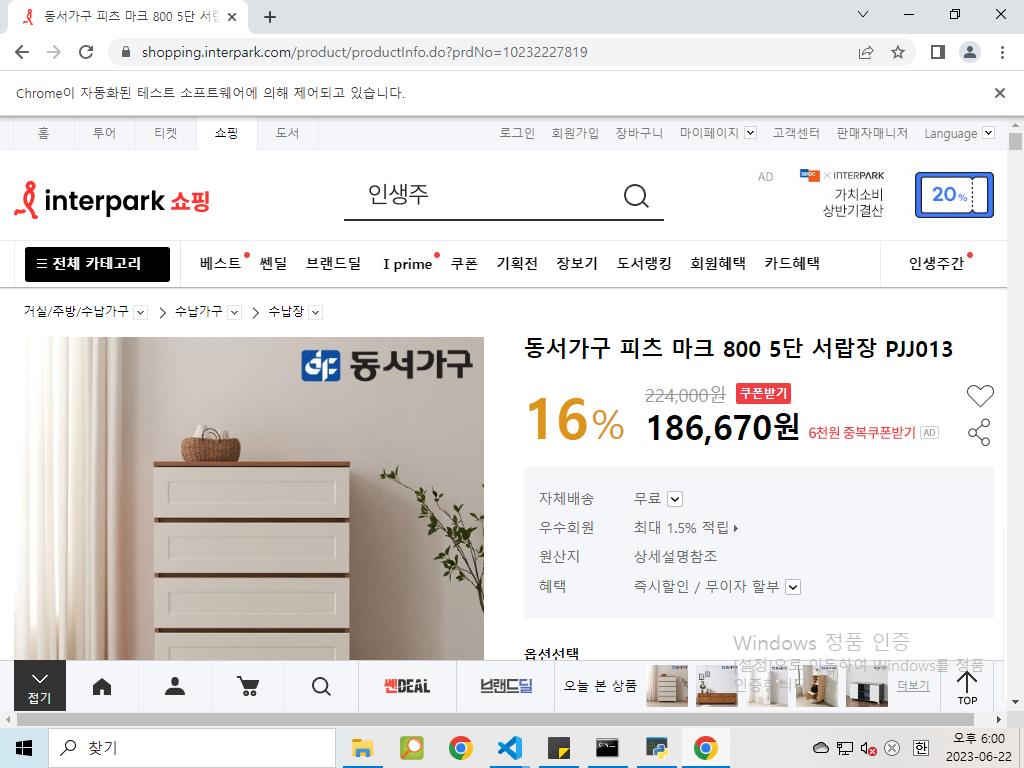 동서가구 피츠 마크 800 5단 서랍
shopping.interpark.com/product/productInfo.do?prdNo=10232227819
Chrome이 자동화된 테스트 소프트웨어에 의해 제어되고 있습니다.
홈 투어 티켓 쇼핑 도서 로그인 회원가입 장바구니 마이페이지 고객센터 판매자매니저 Language
interpark 쇼핑
인생주
AD
SBDC × INTERPARK
가치소비
상반기결산
20%
전체 카테고리 베스트 쎈딜 브랜드딜 I prime 쿠폰 기획전 장보기 도서랭킹 회원혜택 카드혜택 인생주간
거실/주방/수납가구 수납가구 수납장
동서가구
동서가구 피츠 마크 800 5단 서랍장 PJJ013
16%
224,000원 쿠폰받기
186,670원 6천원 중복쿠폰받기 AD
자체배송 무료
우수회원 최대 1.5% 적립
원산지 상세설명참조
혜택 즉시할인 / 무이자 할부
옵션선택
Windows 정품 인증
[설정]으로 이동하여 Windows를 정품
인증합니다.
접기
쎈DEAL
브랜드딜
오늘 본 상품
더보기
TOP
찾기
한
오후 6:00
2023-06-22